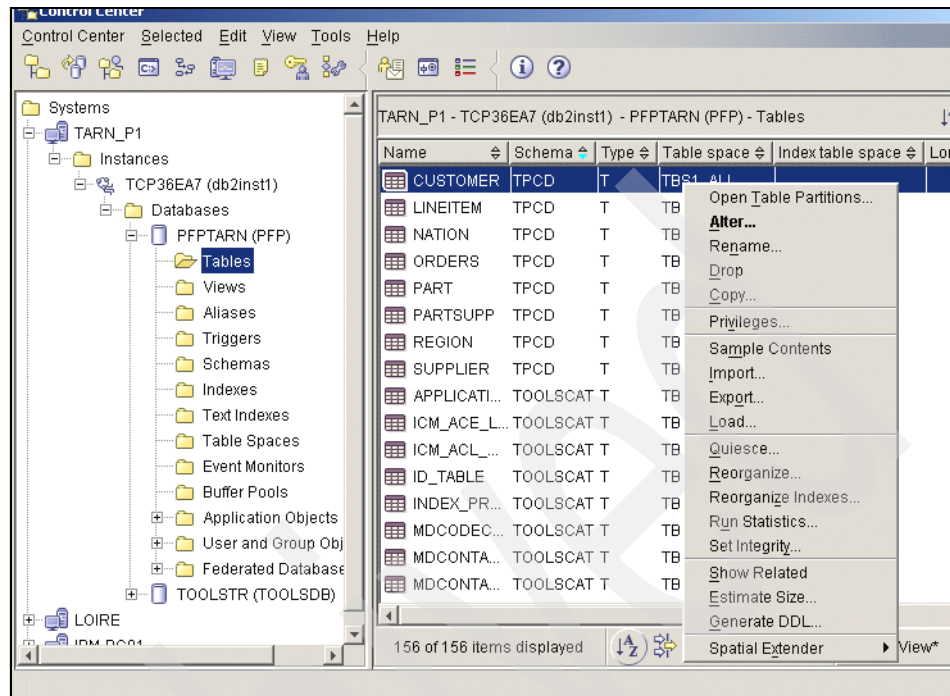 Control Center
Control Center Selected Edit View Tools Help
Systems
TARN_P1
Instances
TCP36EA7 (db2inst1)
Databases
PFPTARN (PFP)
Tables
Views
Aliases
Triggers
Schemas
Indexes
Text Indexes
Table Spaces
Event Monitors
Buffer Pools
Application Objects
User and Group Obj
Federated Database
TOOLSTR (TOOLSDB)
LOIRE
TARN_P1 - TCP36EA7 (db2inst1) - PFPTARN (PFP) - Tables
Name Schema Type Table space Index table space Lon
CUSTOMER TPCD T TBS1_ALL
LINEITEM TPCD T TB
NATION TPCD T TB
ORDERS TPCD T TB
PART TPCD T TB
PARTSUPP TPCD T TB
REGION TPCD T TB
SUPPLIER TPCD T TB
APPLICATI... TOOLSCAT T TB
ICM_ACE_L... TOOLSCAT T TB
ICM_ACL_... TOOLSCAT T TB
ID_TABLE TOOLSCAT T TB
INDEX_PR... TOOLSCAT T TB
MDCODEC... TOOLSCAT T TB
MDCONTA... TOOLSCAT T TB
MDCONTA... TOOLSCAT T TB
156 of 156 items displayed View*
Open Table Partitions...
Alter...
Rename...
Drop
Copy...
Privileges...
Sample Contents
Import...
Export...
Load...
Quiesce...
Reorganize...
Reorganize Indexes...
Run Statistics...
Set Integrity...
Show Related
Estimate Size...
Generate DDL...
Spatial Extender